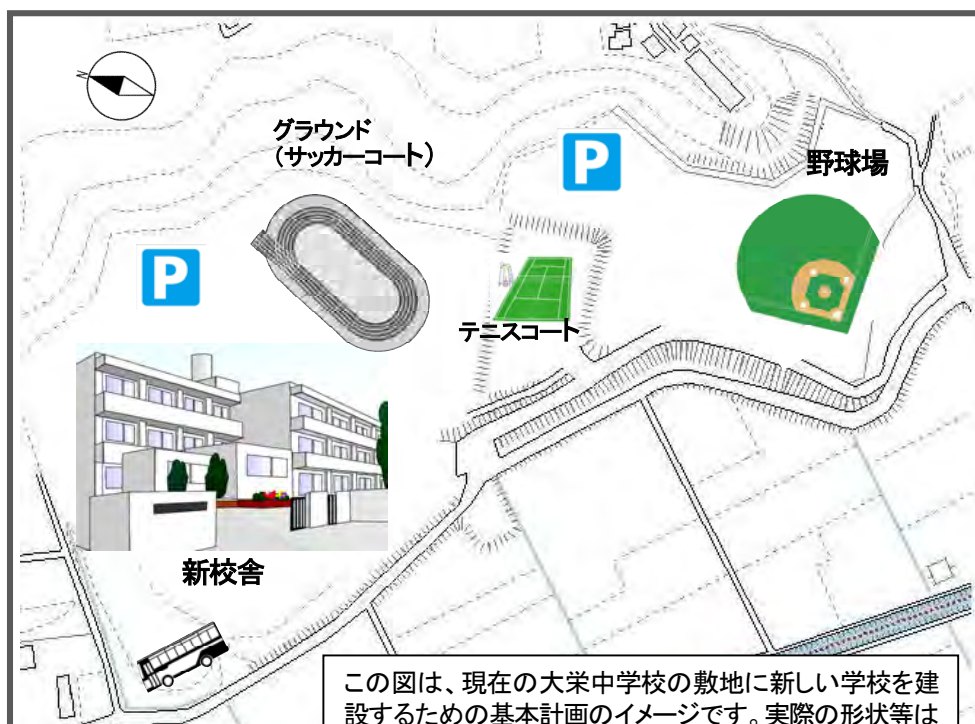 N
グラウンド
(サッカーコート)
P
野球場
P
テニスコート
新校舎
この図は、現在の大栄中学校の敷地に新しい学校を建
設するための基本計画のイメージです。実際の形状等は